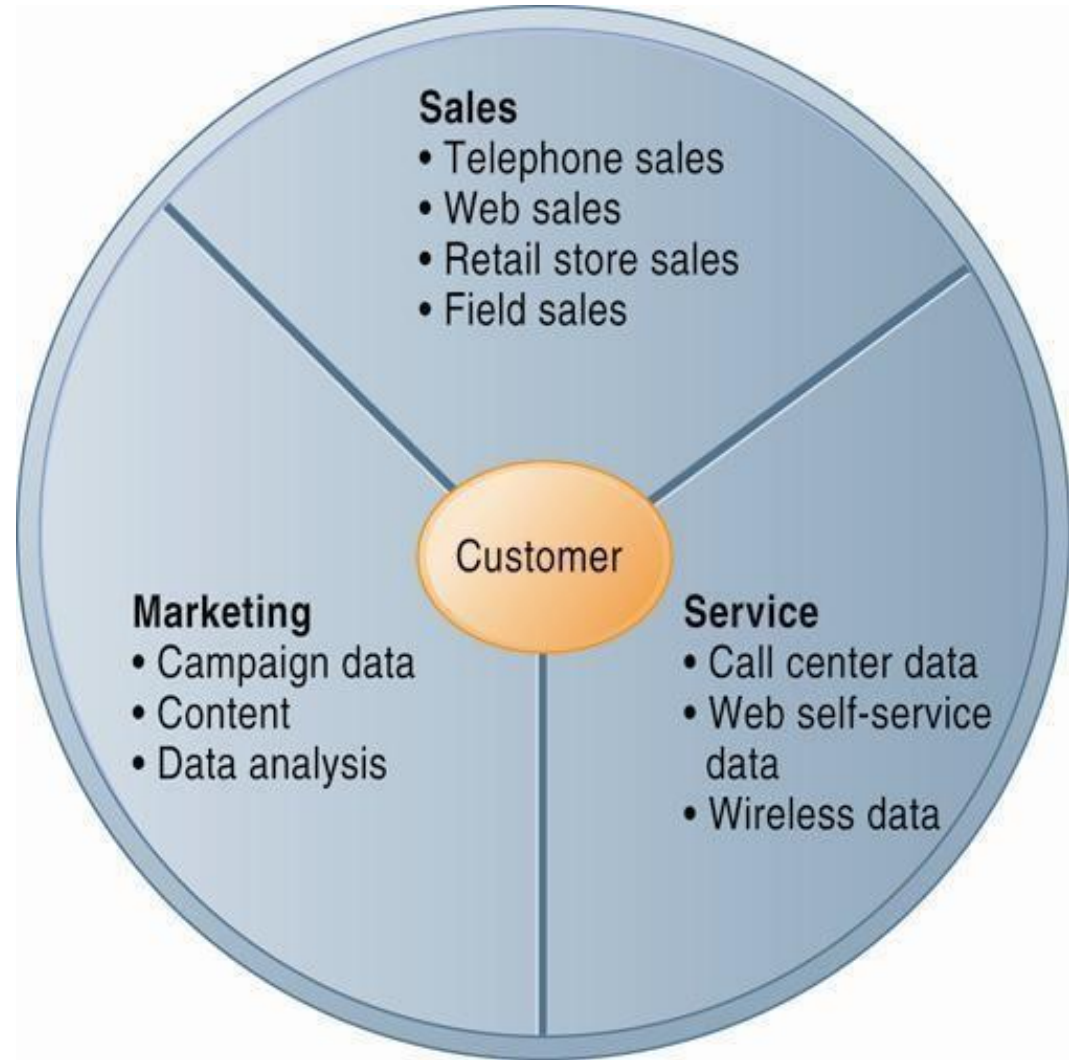 Sales
• Telephone sales
• Web sales
• Retail store sales
• Field sales
Customer
Marketing
• Campaign data
• Content
• Data analysis
Service
• Call center data
• Web self-service
data
• Wireless data